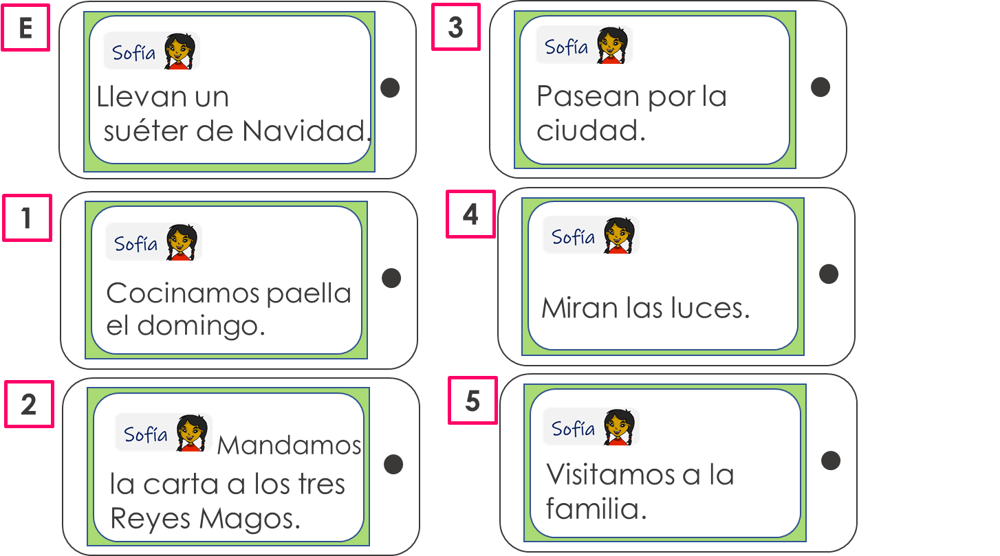 E
Sofía
Llevan un
suéter de Navidad.
1
Sofía
Cocinamos paella
el domingo.
2
Sofía Mandamos
la carta a los tres
Reyes Magos.
3
Sofía
Pasean por la
ciudad.
4
Sofía
Miran las luces.
5
Sofía
Visitamos a la
familia.